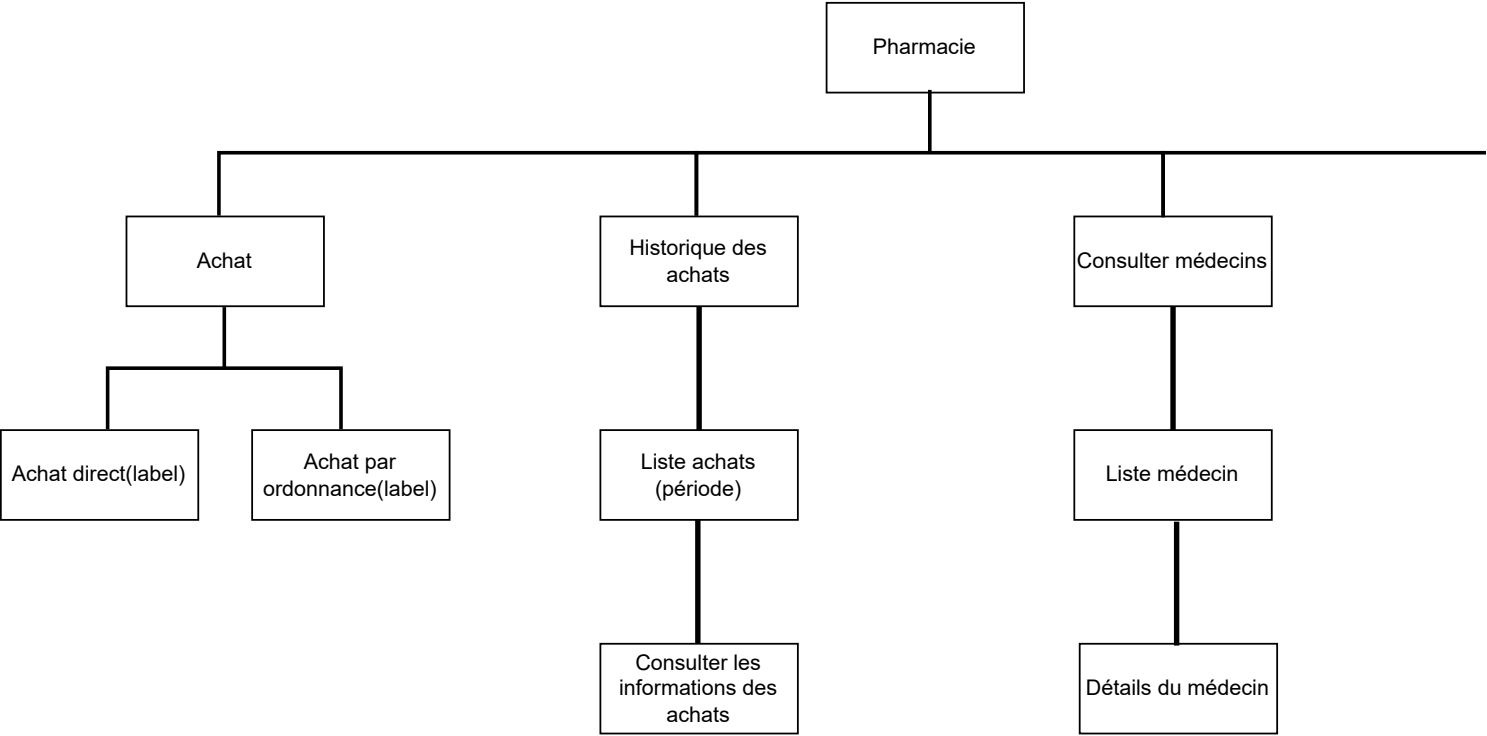 Pharmacie
Achat
Historique des
achats
Consulter médecins
Achat direct(label)
Achat par
ordonnance(label)
Liste achats
(période)
Liste médecin
Consulter les
informations des
achats
Détails du médecin